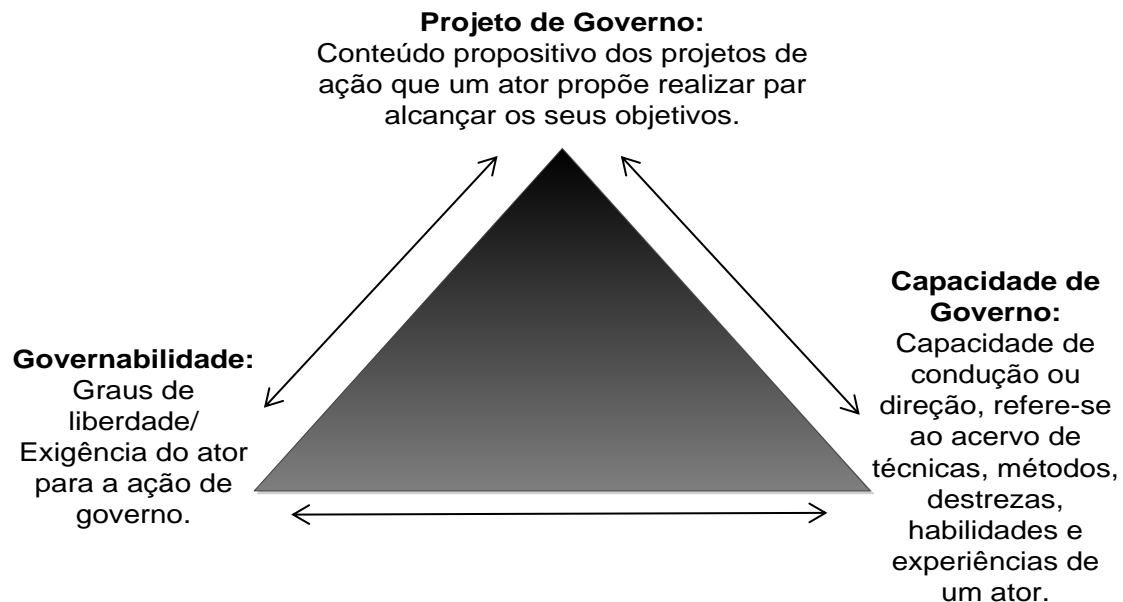 Projeto de Governo:
Conteúdo propositivo dos projetos de
ação que um ator propõe realizar par
alcançar os seus objetivos.
Governabilidade:
Graus de
liberdade/
Exigência do ator
para a ação de
governo.
Capacidade de
Governo:
Capacidade de
condução ou
direção, refere-se
ao acervo de
técnicas, métodos,
destrezas,
habilidades e
experiências de
um ator.